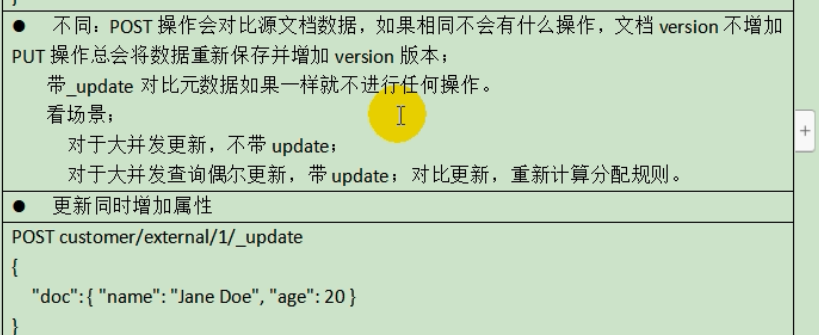 }
● 不同：POST 操作会对比源文档数据，如果相同不会有什么操作，文档 version 不增加
PUT 操作总会将数据重新保存并增加 version 版本；
带_update 对比元数据如果一样就不进行任何操作。
看场景；
对于大并发更新，不带 update；
对于大并发查询偶尔更新，带 update；对比更新，重新计算分配规则。
● 更新同时增加属性
POST customer/external/1/_update
{
"doc":{ "name": "Jane Doe", "age": 20 }
}